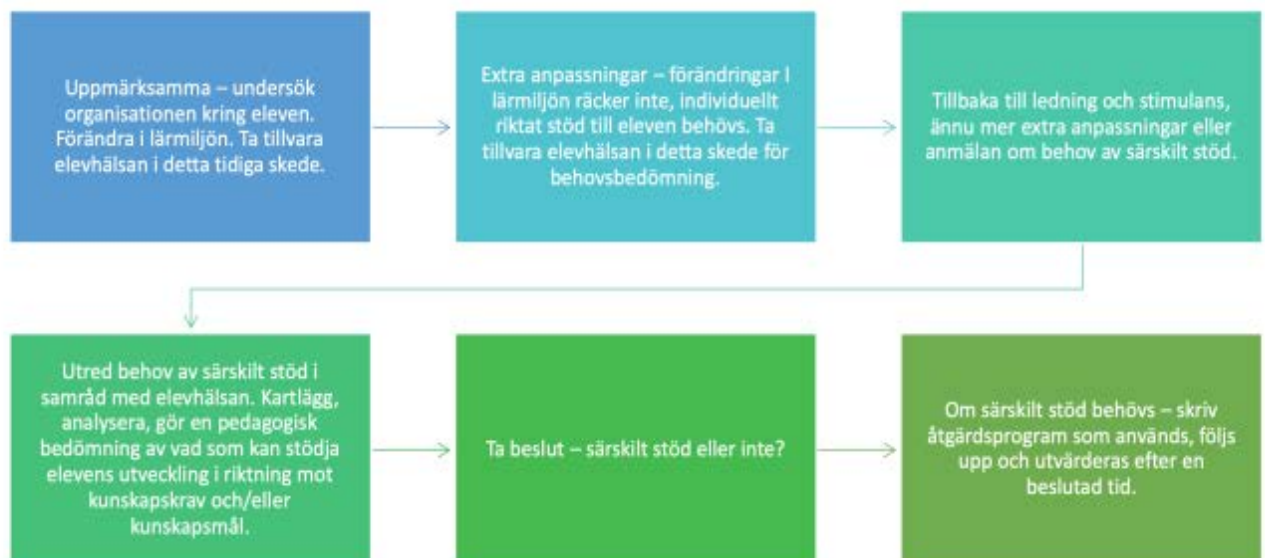 Uppmärksamma – undersök
organisationen kring eleven.
Förändra i lärmiljön. Ta tillvara
elevhälsan i detta tidiga skede.
Extra anpassningar – förändringar I
lärmiljön räcker inte, individuellt
riktat stöd till eleven behövs. Ta
tillvara elevhälsan i detta skede för
behovsbedömning.
Tillbaka till ledning och stimulans,
ännu mer extra anpassningar eller
anmälan om behov av särskilt stöd.
Utred behov av särskilt stöd i
samråd med elevhälsan. Kartlägg,
analysera, gör en pedagogisk
bedömning av vad som kan stödja
elevens utveckling i riktning mot
kunskapskrav och/eller
kunskapsmål.
Ta beslut – särskilt stöd eller inte?
Om särskilt stöd behövs – skriv
åtgärdsprogram som används, följs
upp och utvärderas efter en
beslutad tid.